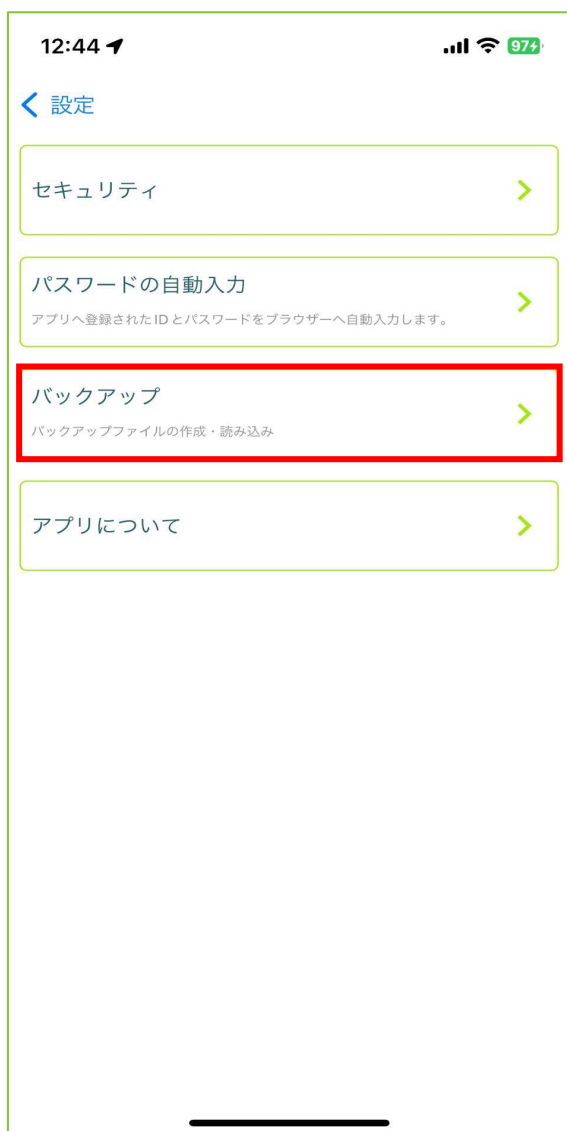 12:44
97
設定
セキュリティ
パスワードの自動入力
アプリへ登録されたIDとパスワードをブラウザーへ自動入力します。
バックアップ
バックアップファイルの作成・読み込み
アプリについて